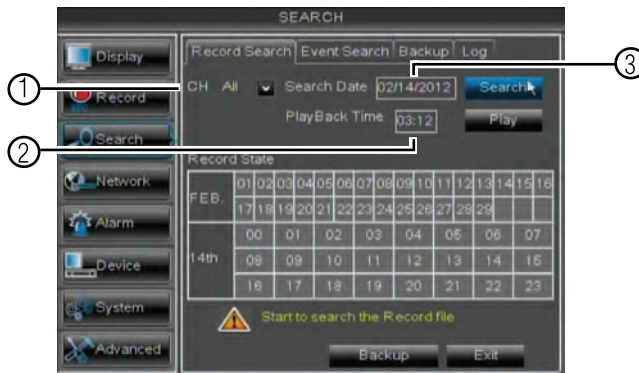 SEARCH
Record Search Event Search Backup Log
CH All Search Date 02/14/2012 Search
PlayBack Time 03:12 Play
Record State
FEB. 01 02 03 04 05 06 07 08 09 10 11 12 13 14 15 16
17 18 19 20 21 22 23 24 25 26 27 28 29
14th 00 01 02 03 04 05 06 07
08 09 10 11 12 13 14 15
16 17 18 19 20 21 22 23
Start to search the Record file
Backup Exit
Display
Record
Search
Network
Alarm
Device
System
Advanced
1
2
3